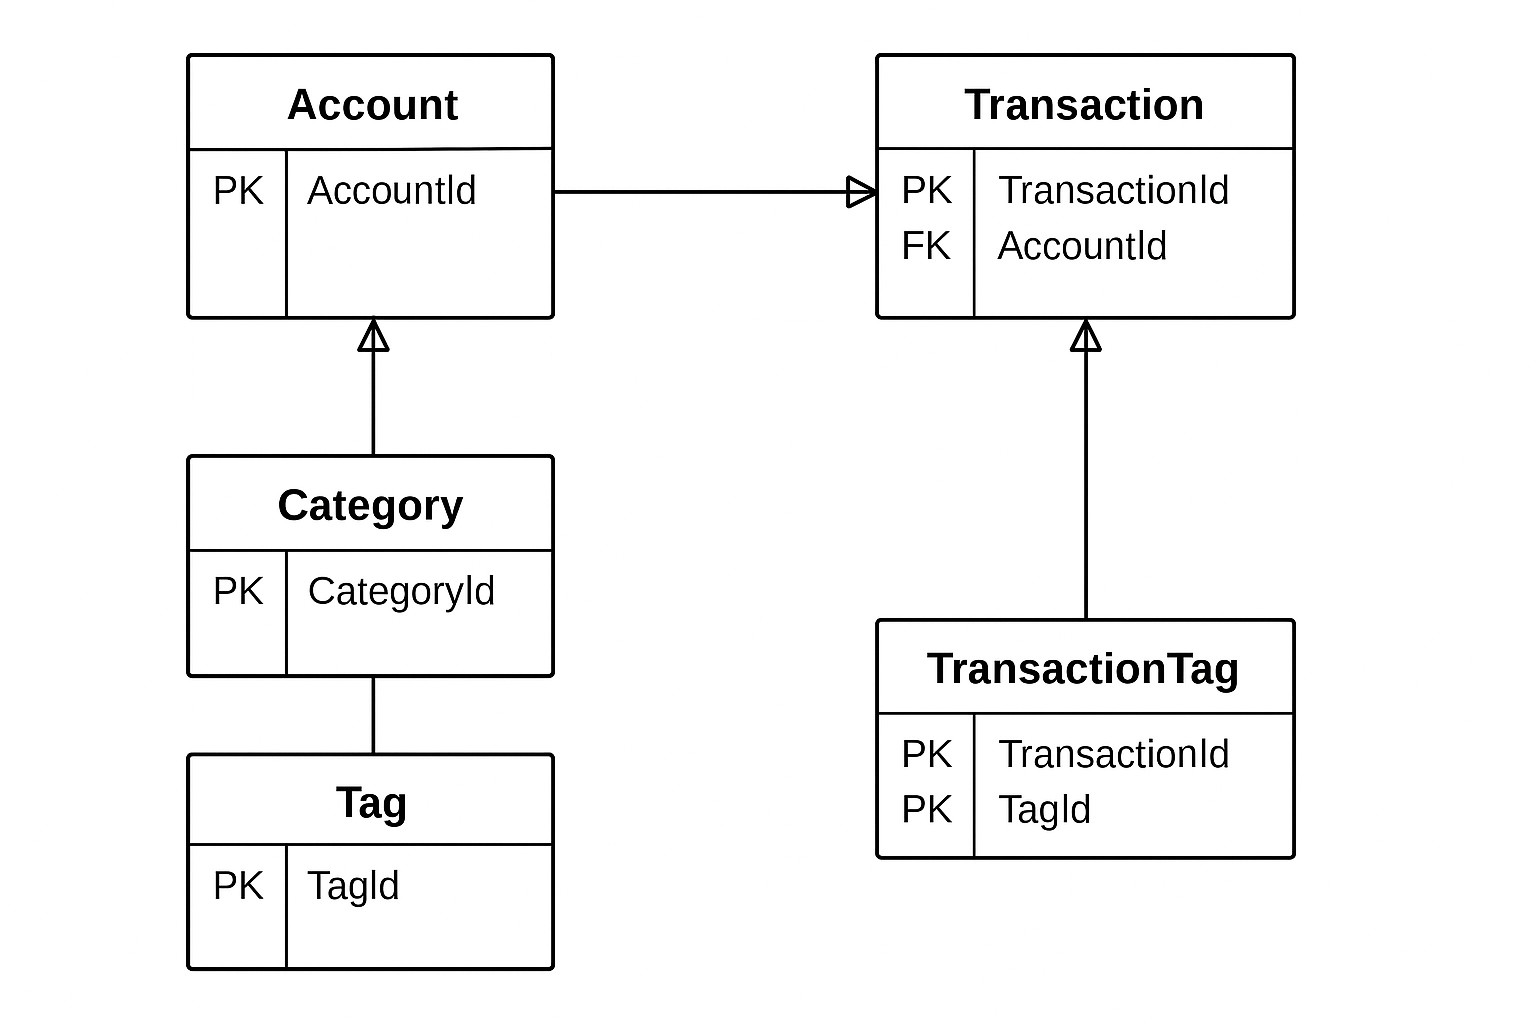 Account
PK AccountId
Transaction
PK TransactionId
FK AccountId
Category
PK CategoryId
Tag
PK TagId
TransactionTag
PK TransactionId
PK TagId